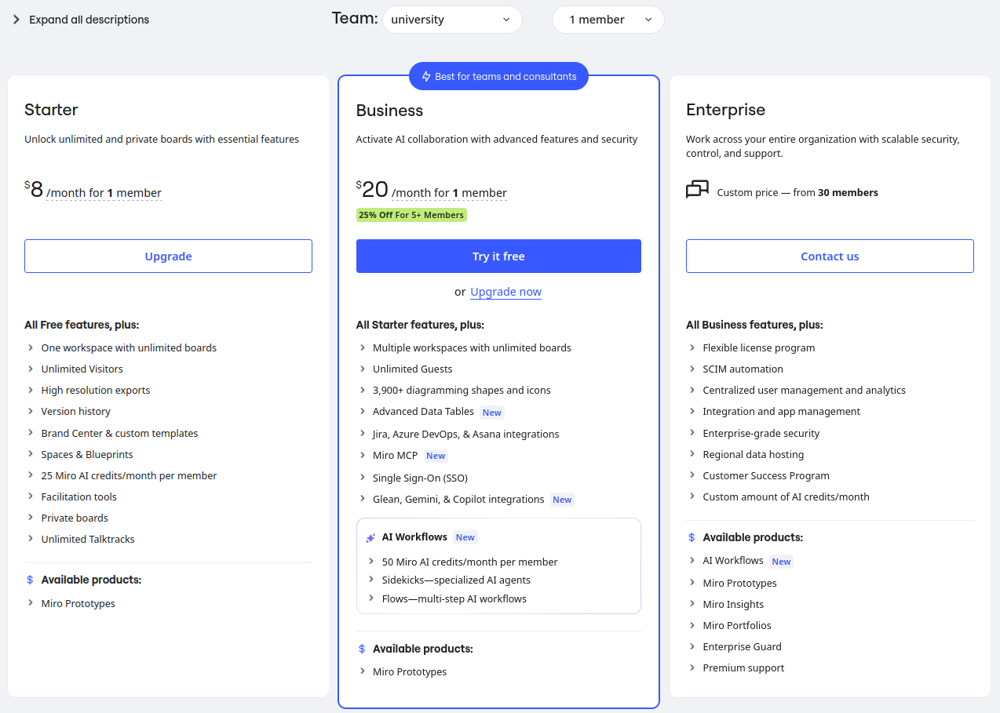 Expand all descriptions
Team: university 1 member
Best for teams and consultants
Starter
Unlock unlimited and private boards with essential features
$8 /month for 1 member
Upgrade
All Free features, plus:
One workspace with unlimited boards
Unlimited Visitors
High resolution exports
Version history
Brand Center & custom templates
Spaces & Blueprints
25 Miro AI credits/month per member
Facilitation tools
Private boards
Unlimited Talktracks
$ Available products:
Miro Prototypes
Business
Activate AI collaboration with advanced features and security
$20 /month for 1 member
25% Off For 5+ Members
Try it free
or Upgrade now
All Starter features, plus:
Multiple workspaces with unlimited boards
Unlimited Guests
3,900+ diagramming shapes and icons
Advanced Data Tables New
Jira, Azure DevOps, & Asana integrations
Miro MCP New
Single Sign-On (SSO)
Glean, Gemini, & Copilot integrations New
AI Workflows New
50 Miro AI credits/month per member
Sidekicks—specialized AI agents
Flows—multi-step AI workflows
$ Available products:
Miro Prototypes
Enterprise
Work across your entire organization with scalable security,
control, and support.
Custom price — from 30 members
Contact us
All Business features, plus:
Flexible license program
SCIM automation
Centralized user management and analytics
Integration and app management
Enterprise-grade security
Regional data hosting
Customer Success Program
Custom amount of AI credits/month
$ Available products:
AI Workflows New
Miro Prototypes
Miro Insights
Miro Portfolios
Enterprise Guard
Premium support